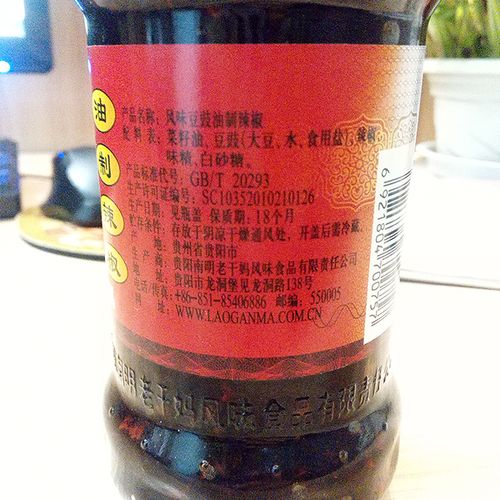 油
制
辣
椒
产品名称：风味豆豉油制辣椒
配料表：菜籽油、豆豉(大豆、水、食用盐)、辣椒、
味精、白砂糖。
产品标准代号：GB/T 20293
生产许可证编号：SC10352010210126
生产日期：见瓶盖 保质期：18个月
贮存条件：存放于阴凉干燥通风处，开盖后需冷藏。
产地：贵州省贵阳市
生产商：贵阳南明老干妈风味食品有限责任公司
地址：贵阳市龙洞堡见龙洞路138号
电话/传真：+86-851-85406886 邮编：550005
网址：WWW.LAOGANMA.COM.CN
6 921804 700757
南明老干妈风味食品有限责任